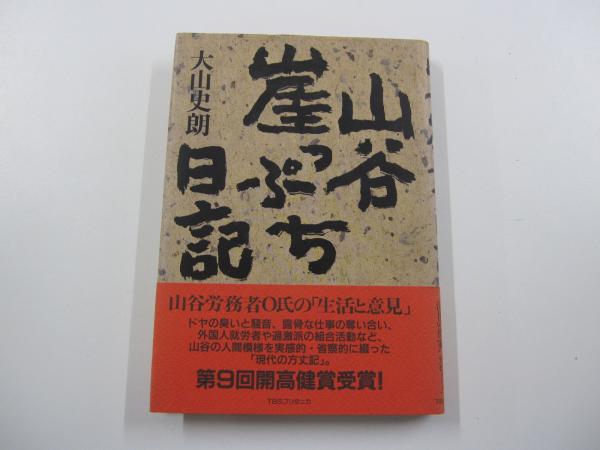 山谷
崖っぷち
日記
大山史朗
山谷労務者O氏の「生活と意見」
ドヤの臭いと騒音、露骨な仕事の奪い合い、
外国人就労者や過激派の組合活動など、
山谷の人間模様を実感的・省察的に綴った
「現代の方丈記」。
第9回開高健賞受賞!
TBSブリタニカ